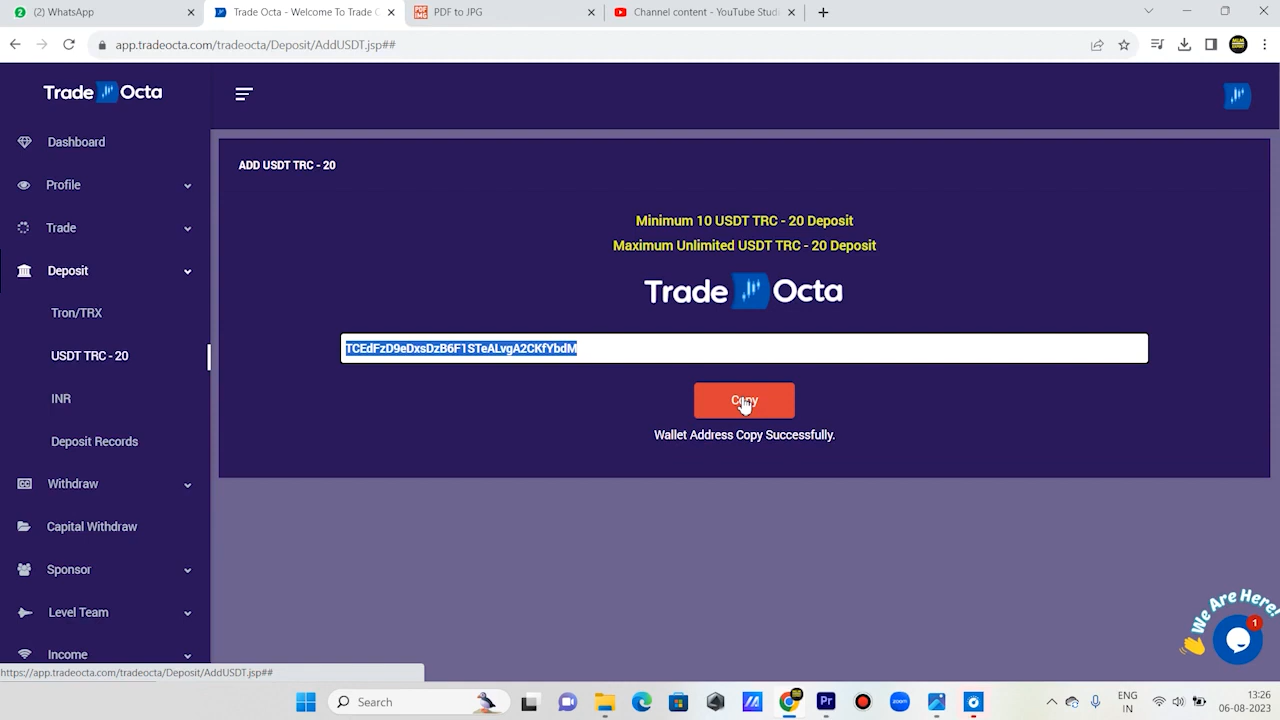 (2) WhatsApp
Trade Octa - Welcome To Trade O
PDF to JPG
Channel content - YouTube Studi
app.tradeocta.com/tradeocta/Deposit/AddUSDT.jsp##
Trade Octa
Dashboard
Profile
Trade
Deposit
Tron/TRX
USDT TRC - 20
INR
Deposit Records
Withdraw
Capital Withdraw
Sponsor
Level Team
Income
ADD USDT TRC - 20
Minimum 10 USDT TRC - 20 Deposit
Maximum Unlimited USDT TRC - 20 Deposit
Trade Octa
TCEdFzD9eDxsDzB6F1STeALvgA2CKfYbdM
Copy
Wallet Address Copy Successfully.
We Are Here!
1
https://app.tradeocta.com/tradeocta/Deposit/AddUSDT.jsp##
Search
Pr
zoom
ENG
IN
13:26
06-08-2023